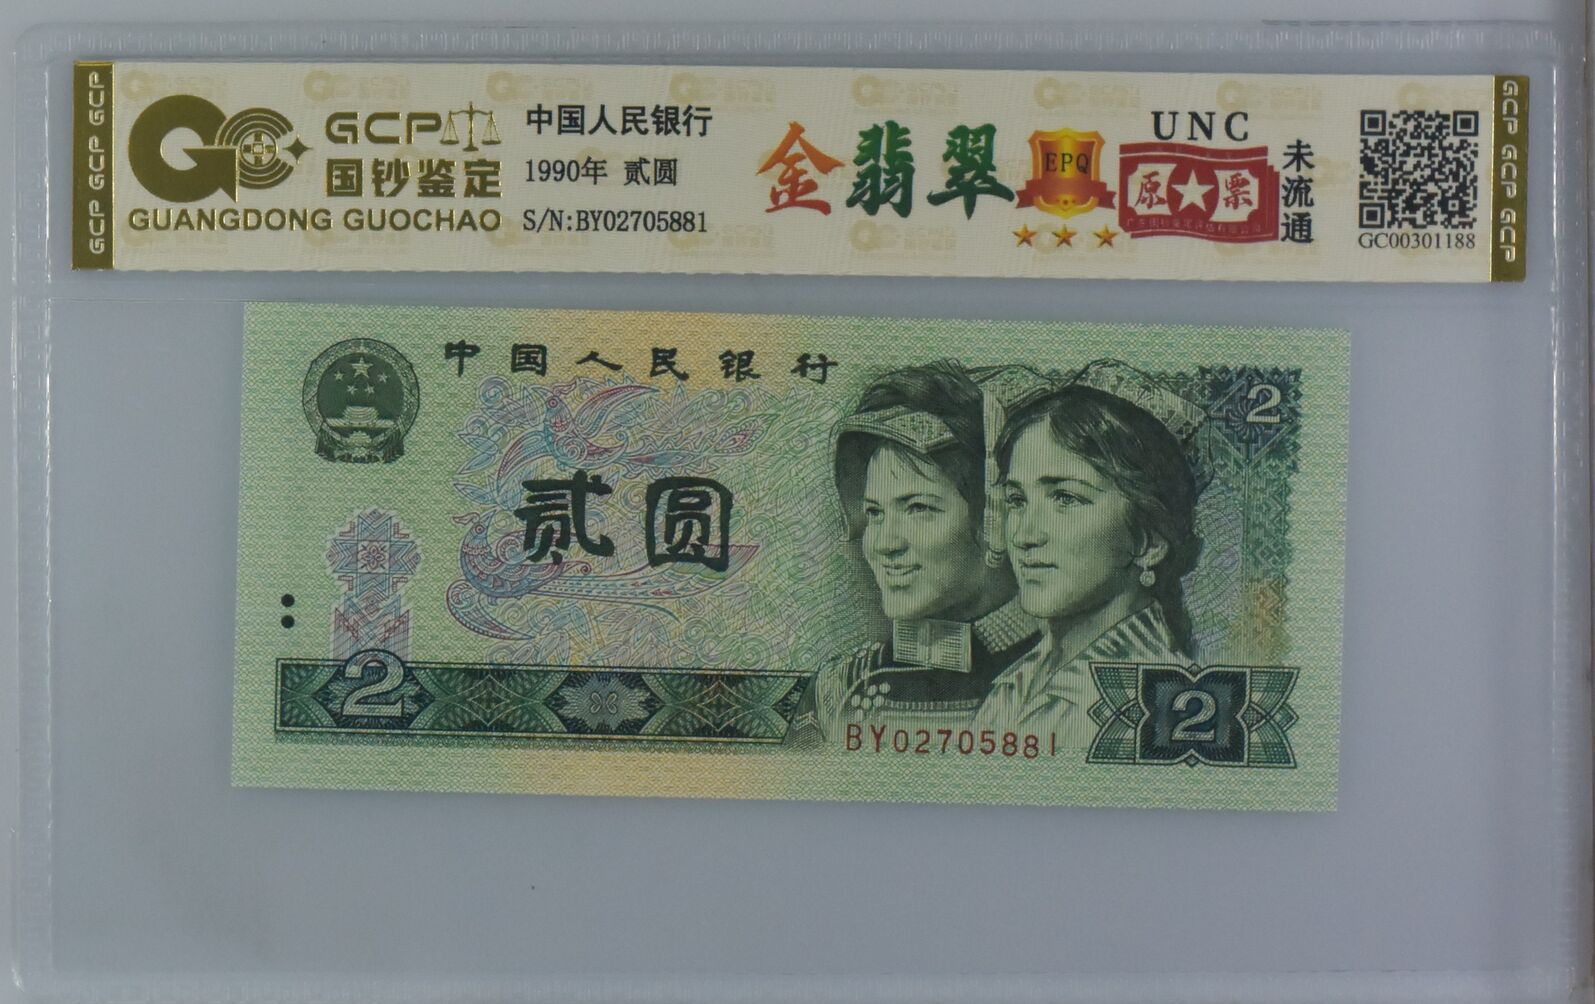 GCP GCP GCP
GCP
国钞鉴定
GUANGDONG GUOCHAO
中国人民银行
1990年 贰圆
S/N:BY02705881
金翡翠
EPQ
UNC
原 票
未流通
GC00301188
GCP GCP GCP
中国人民银行
2
贰圆
2
BY02705881
2